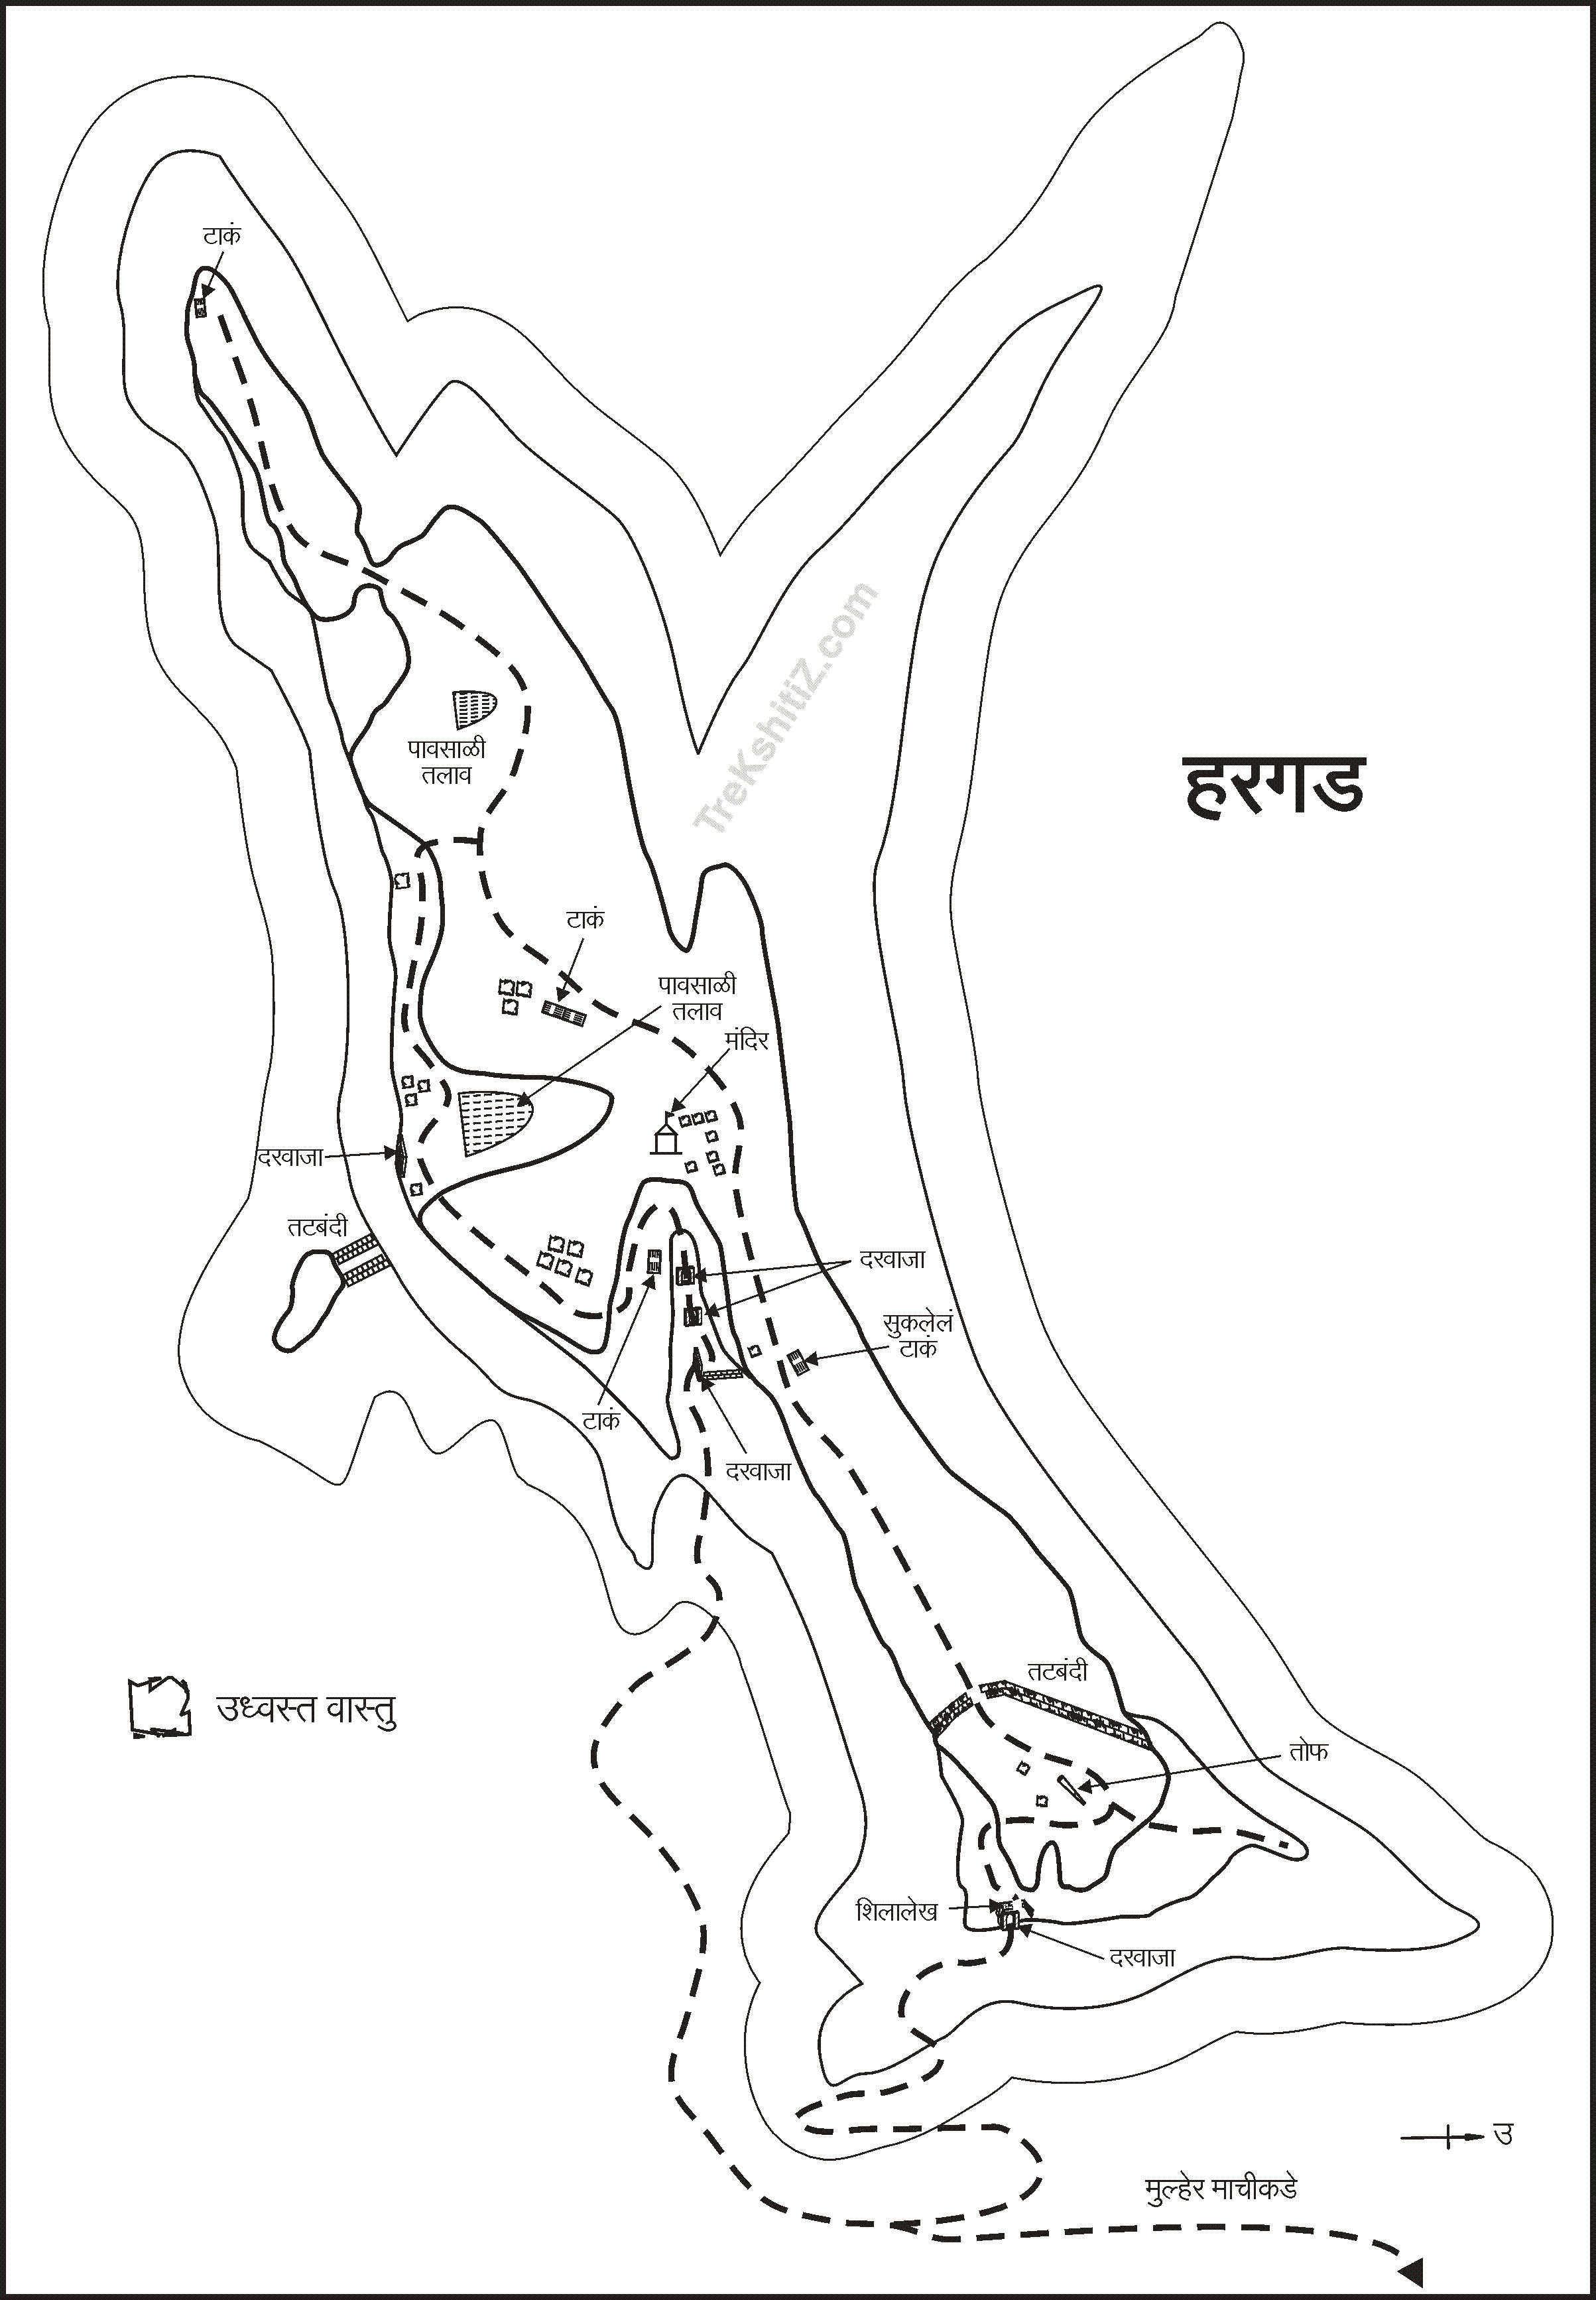 टाकं
TreKshitiZ.com
पावसाळी
तलाव
हरगड
टाकं
पावसाळी
तलाव
मंदिर
दरवाजा
तटबंदी
दरवाजा
सुकलेलं
टाकं
टाकं
दरवाजा
तटबंदी
उध्वस्त वास्तु
तोफ
शिलालेख
दरवाजा
उ
मुल्हेर माचीकडे